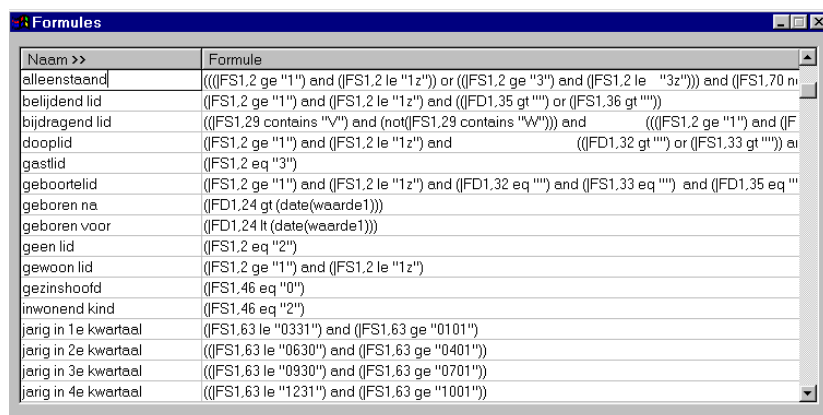 Formules
Naam >> Formule
alleenstaand (((|FS1,2 ge "1") and (|FS1,2 le "1z")) or ((|FS1,2 ge "3") and (|FS1,2 le "3z"))) and (|FS1,70 n
belijdend lid (|FS1,2 ge "1") and (|FS1,2 le "1z") and ((|FD1,35 gt "") or (|FS1,36 gt ""))
bijdragend lid ((|FS1,29 contains "V") and (not(|FS1,29 contains "W"))) and (((|FS1,2 ge "1") and (|F
dooplid (|FS1,2 ge "1") and (|FS1,2 le "1z") and ((|FD1,32 gt "") or (|FS1,33 gt "")) a
gastlid (|FS1,2 eq "3")
geboortelid (|FS1,2 ge "1") and (|FS1,2 le "1z") and (|FD1,32 eq "") and (|FS1,33 eq "") and (|FD1,35 eq "
geboren na (|FD1,24 gt (date(waarde1)))
geboren voor (|FD1,24 lt (date(waarde1)))
geen lid (|FS1,2 eq "2")
gewoon lid (|FS1,2 ge "1") and (|FS1,2 le "1z")
gezinshoofd (|FS1,46 eq "0")
inwonend kind (|FS1,46 eq "2")
jarig in 1e kwartaal (|FS1,63 le "0331") and (|FS1,63 ge "0101")
jarig in 2e kwartaal ((|FS1,63 le "0630") and (|FS1,63 ge "0401"))
jarig in 3e kwartaal ((|FS1,63 le "0930") and (|FS1,63 ge "0701"))
jarig in 4e kwartaal ((|FS1,63 le "1231") and (|FS1,63 ge "1001"))